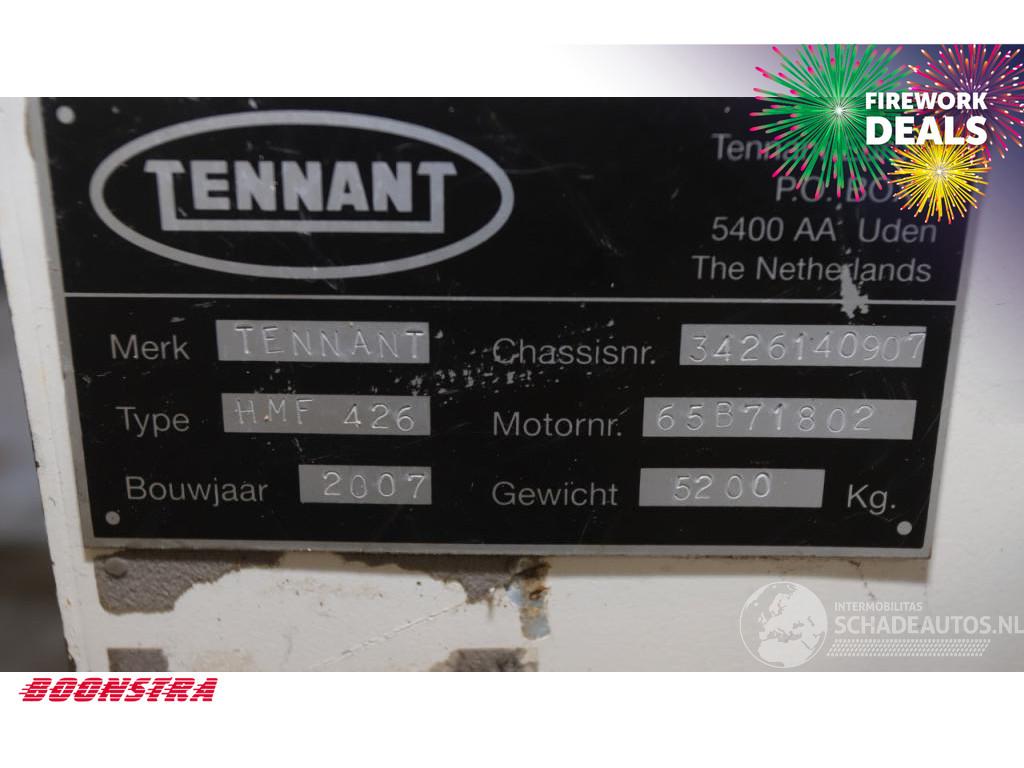 FIREWORK
DEALS
TENNANT
P.O. BO
5400 AA Uden
The Netherlands
Merk TENNANT
Chassisnr. 3426140907
Type HMF 426
Motornr. 65B71802
Bouwjaar 2007
Gewicht 5200 Kg.
INTERMOBILITAS
SCHADEAUTOS.NL
BOONSTRA